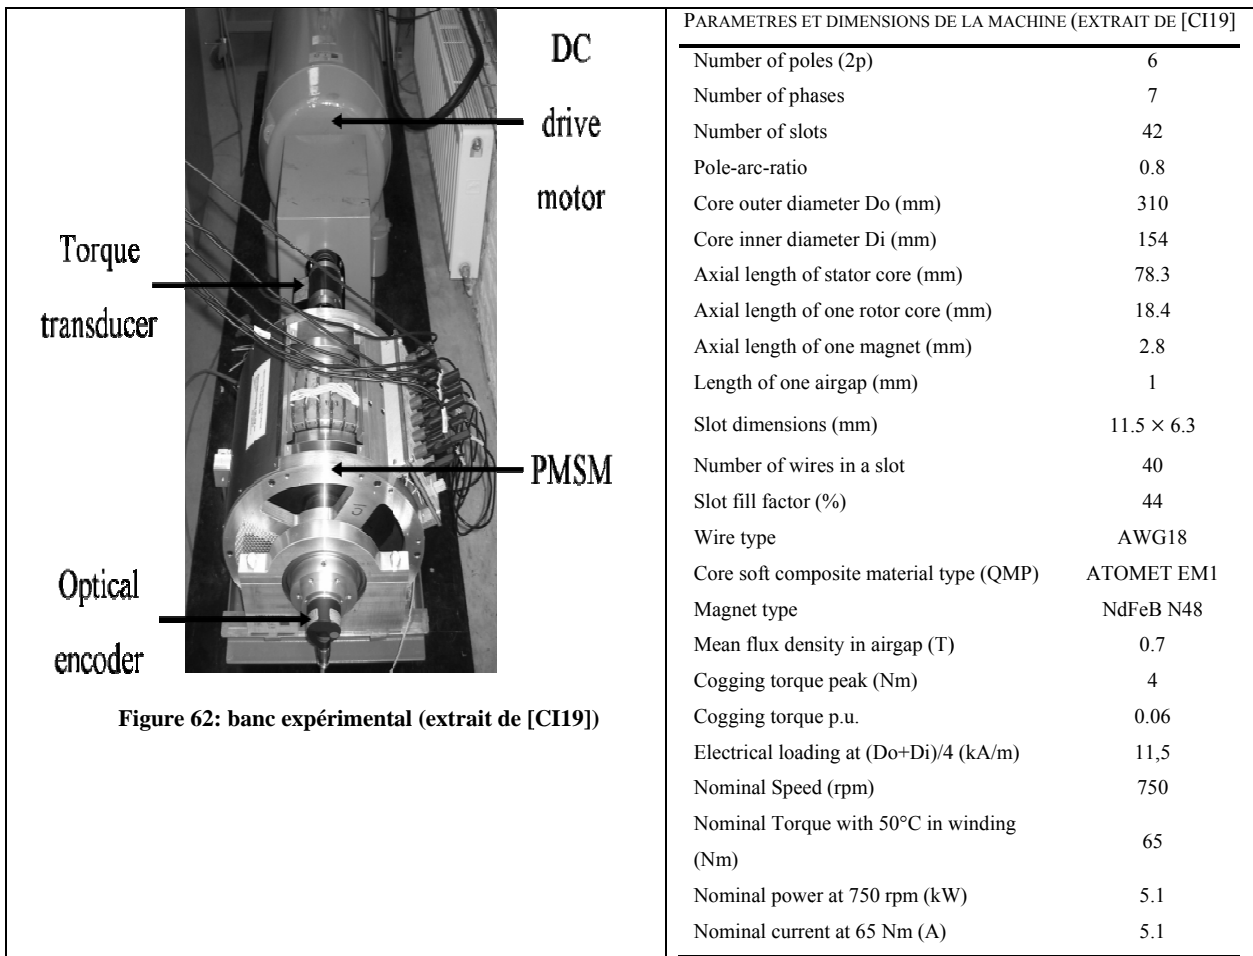 DC
drive
motor
Torque
transducer
PMSM
Optical
encoder
Figure 62: banc expérimental (extrait de [CI19])
PARAMETRES ET DIMENSIONS DE LA MACHINE (EXTRAIT DE [CI19]
Number of poles (2p) 6
Number of phases 7
Number of slots 42
Pole-arc-ratio 0.8
Core outer diameter Do (mm) 310
Core inner diameter Di (mm) 154
Axial length of stator core (mm) 78.3
Axial length of one rotor core (mm) 18.4
Axial length of one magnet (mm) 2.8
Length of one airgap (mm) 1
Slot dimensions (mm) 11.5 × 6.3
Number of wires in a slot 40
Slot fill factor (%) 44
Wire type AWG18
Core soft composite material type (QMP) ATOMET EM1
Magnet type NdFeB N48
Mean flux density in airgap (T) 0.7
Cogging torque peak (Nm) 4
Cogging torque p.u. 0.06
Electrical loading at (Do+Di)/4 (kA/m) 11,5
Nominal Speed (rpm) 750
Nominal Torque with 50°C in winding
(Nm) 65
Nominal power at 750 rpm (kW) 5.1
Nominal current at 65 Nm (A) 5.1